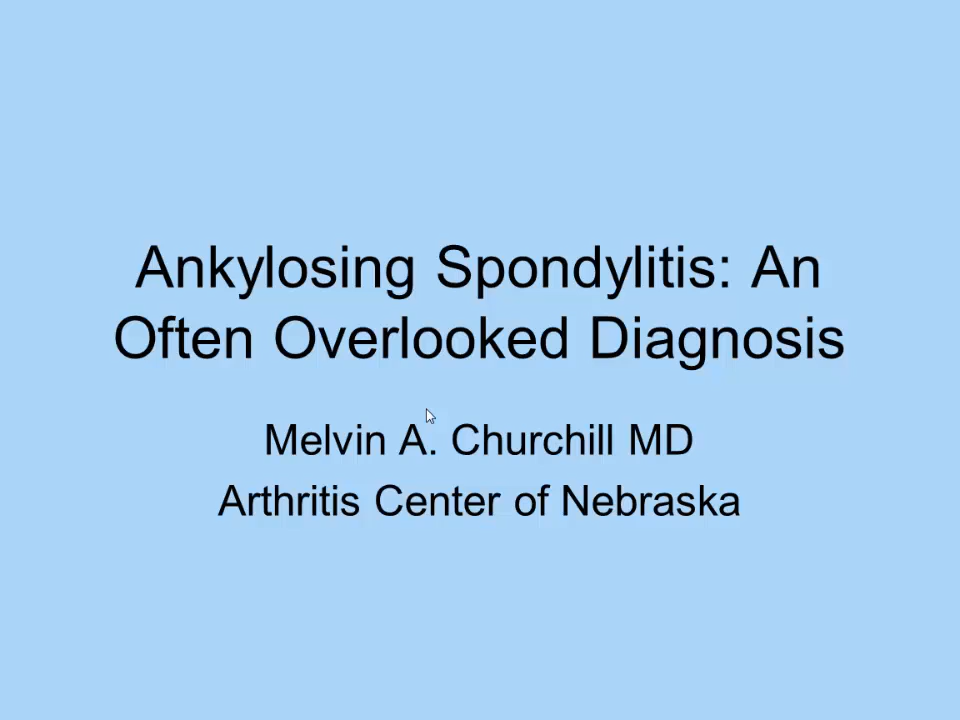 Ankylosing Spondylitis: An
Often Overlooked Diagnosis
Melvin A. Churchill MD
Arthritis Center of Nebraska